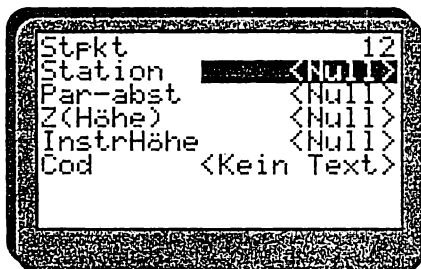 Stpkt 12
Station <Null>
Par-abst <Null>
Z(Höhe) <Null>
InstrHöhe <Null>
Cod <Kein Text>